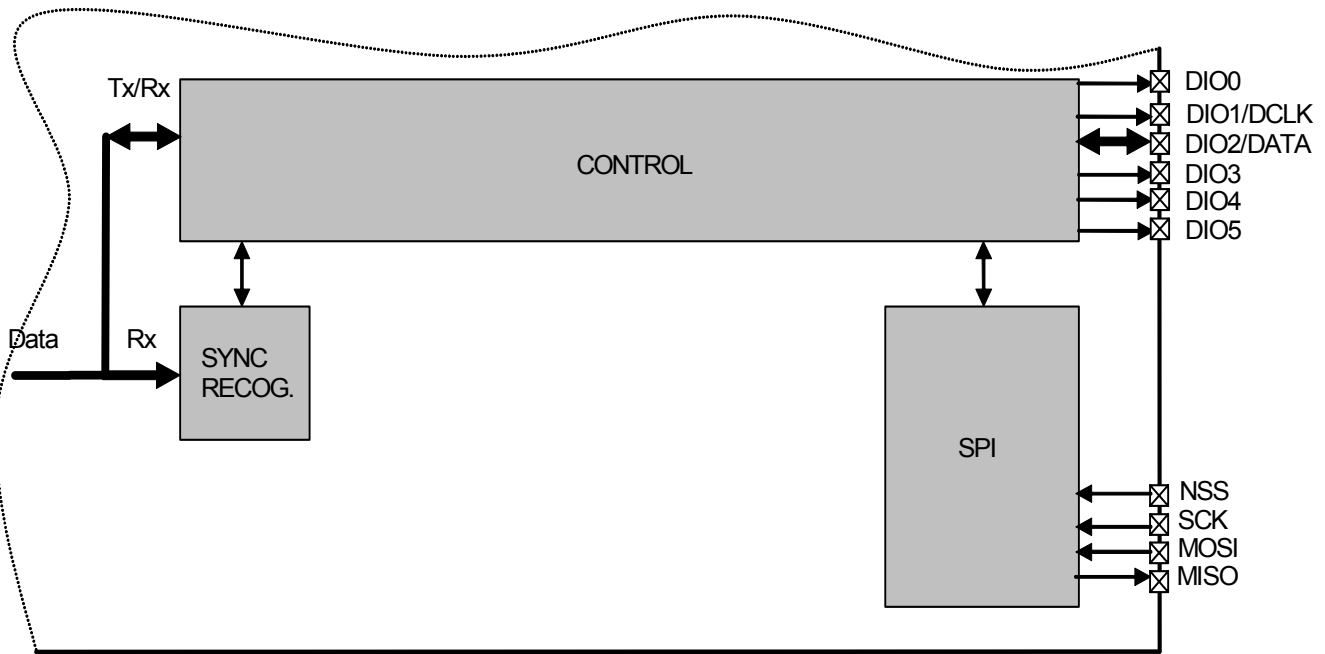 Tx/Rx
DIO0
DIO1/DCLK
DIO2/DATA
CONTROL
DIO3
DIO4
DIO5
Data
Rx
SYNC
RECOG.
SPI
NSS
SCK
MOSI
MISO